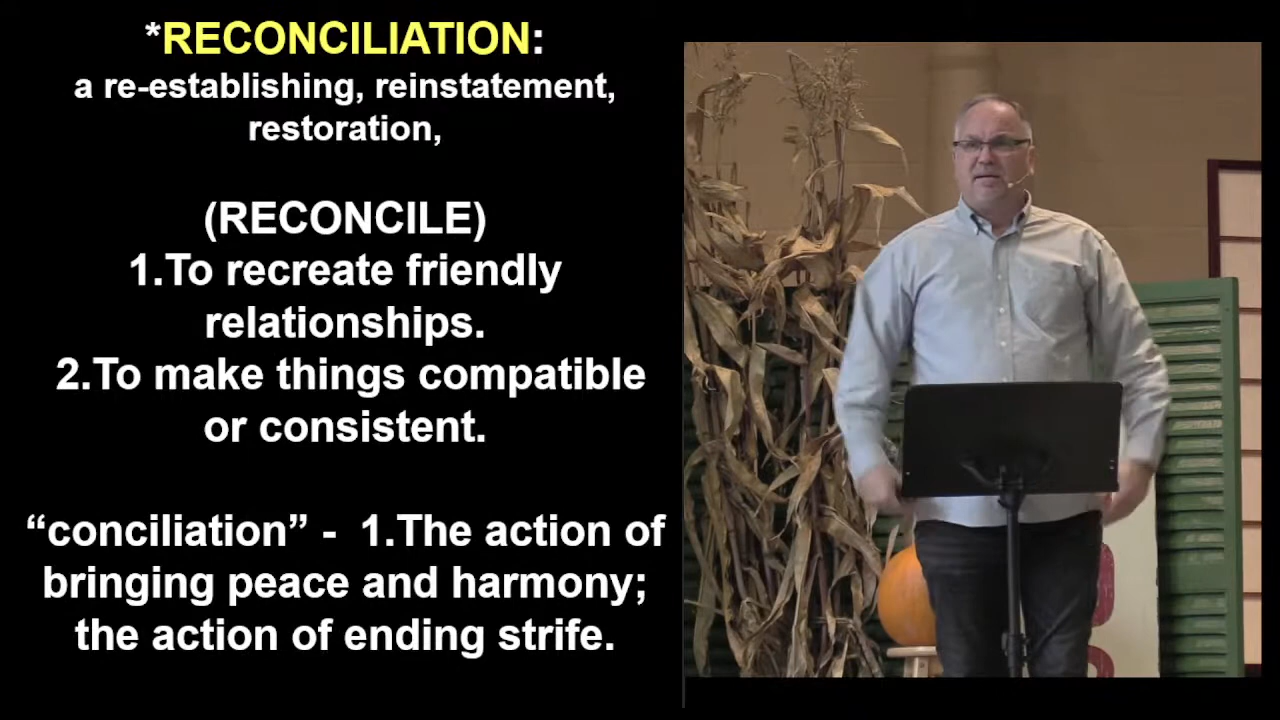 *RECONCILIATION:
a re-establishing, reinstatement,
restoration,
(RECONCILE)
1.To recreate friendly
relationships.
2.To make things compatible
or consistent.
“conciliation” -  1.The action of
bringing peace and harmony;
the action of ending strife.